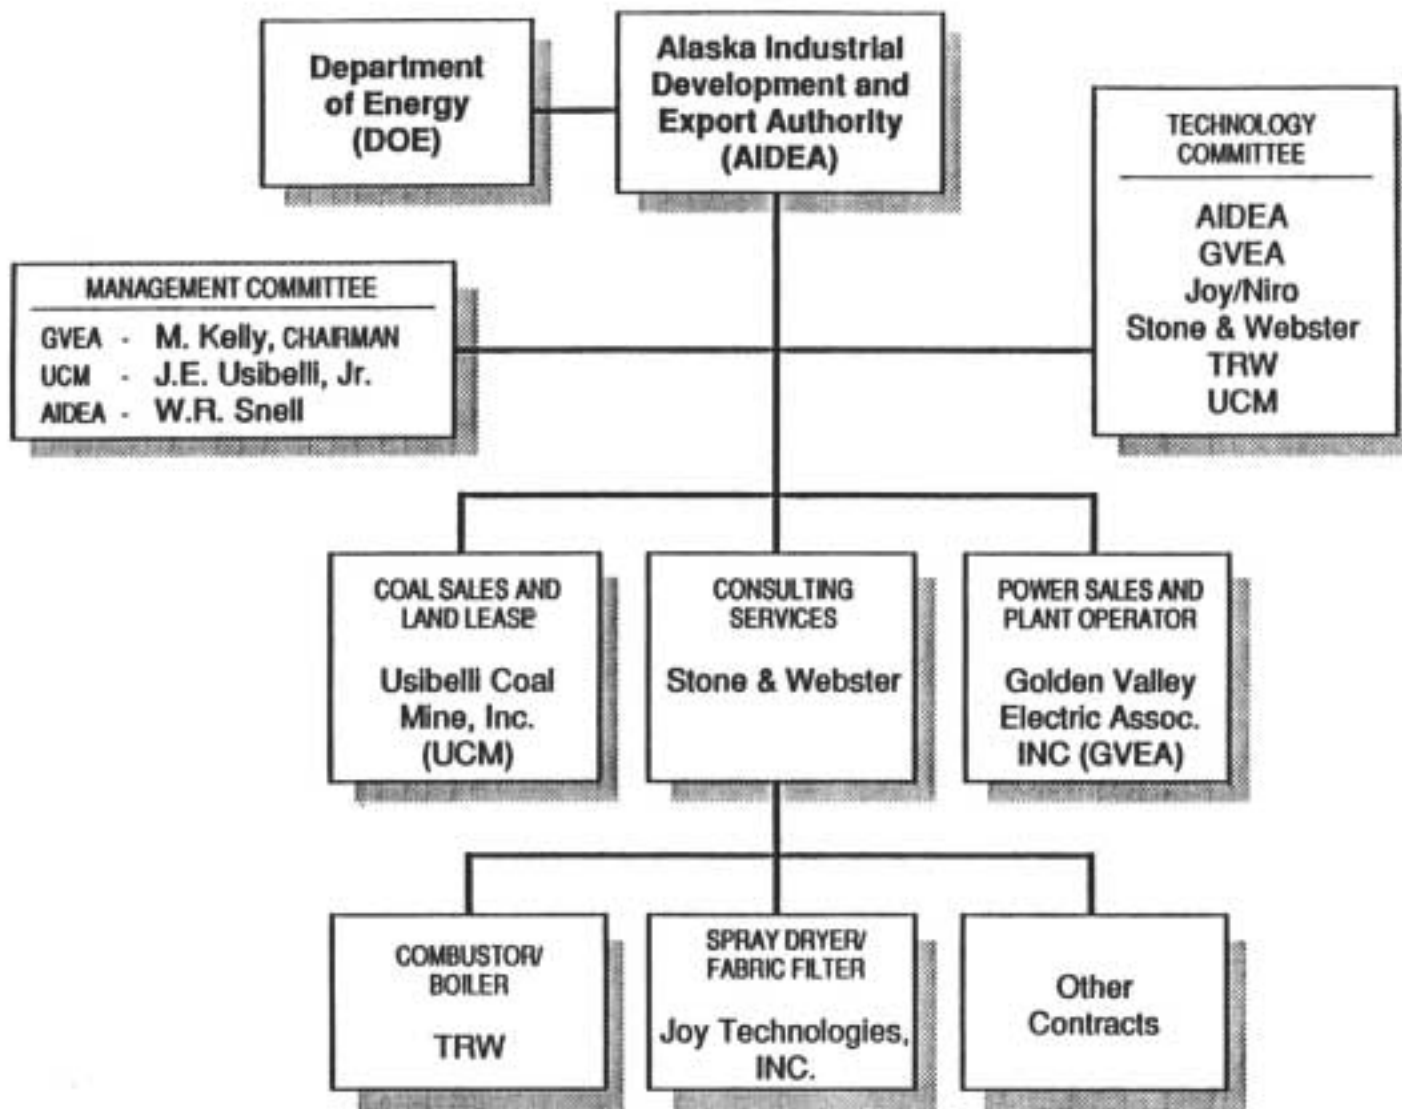 Department
of Energy
(DOE)
Alaska Industrial
Development and
Export Authority
(AIDEA)
TECHNOLOGY
COMMITTEE
AIDEA
GVEA
Joy/Niro
Stone & Webster
TRW
UCM
MANAGEMENT COMMITTEE
GVEA - M. Kelly, CHAIRMAN
UCM - J.E. Usibelli, Jr.
AIDEA - W.R. Snell
COAL SALES AND
LAND LEASE
Usibelli Coal
Mine, Inc.
(UCM)
CONSULTING
SERVICES
Stone & Webster
POWER SALES AND
PLANT OPERATOR
Golden Valley
Electric Assoc.
INC (GVEA)
COMBUSTOR/
BOILER
TRW
SPRAY DRYER/
FABRIC FILTER
Joy Technologies,
INC.
Other
Contracts